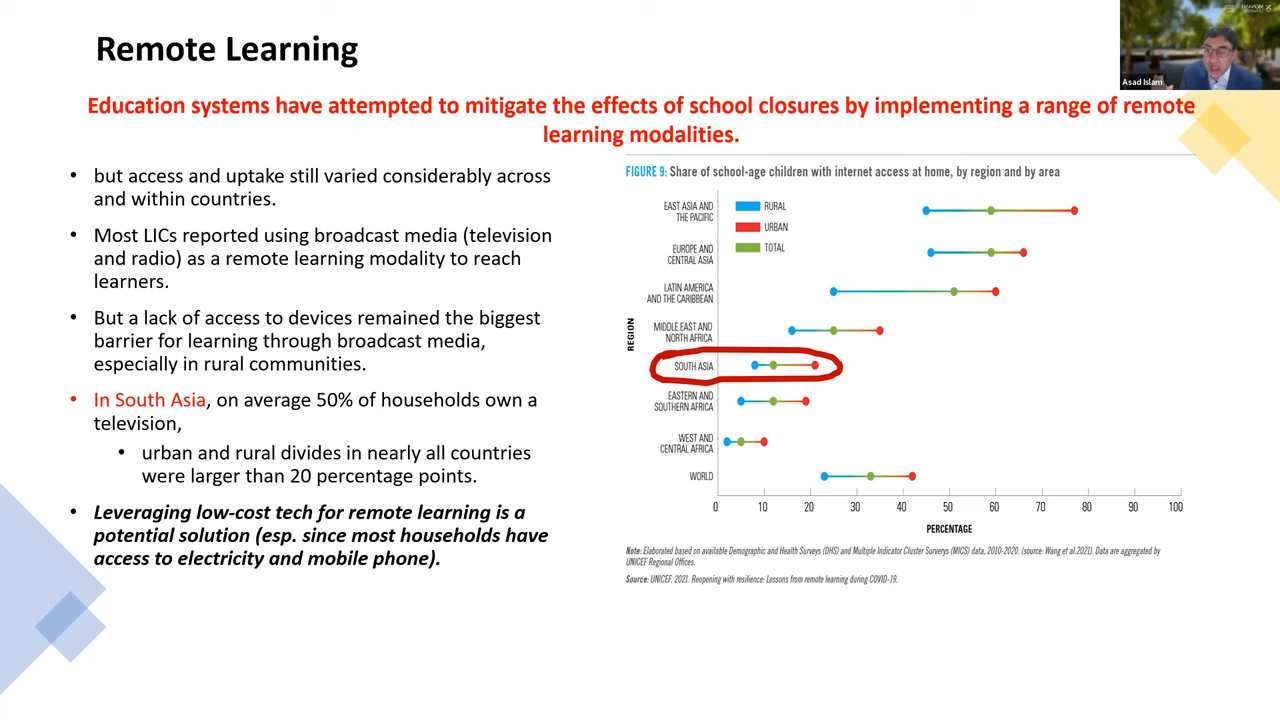 Remote Learning
Asad Islam
Education systems have attempted to mitigate the effects of school closures by implementing a range of remote
learning modalities.
• but access and uptake still varied considerably across
and within countries.
• Most LICs reported using broadcast media (television
and radio) as a remote learning modality to reach
learners.
• But a lack of access to devices remained the biggest
barrier for learning through broadcast media,
especially in rural communities.
• In South Asia, on average 50% of households own a
television,
• urban and rural divides in nearly all countries
were larger than 20 percentage points.
• Leveraging low-cost tech for remote learning is a
potential solution (esp. since most households have
access to electricity and mobile phone).
FIGURE 9: Share of school-age children with internet access at home, by region and by area
RURAL
URBAN
TOTAL
REGION
EAST ASIA AND
THE PACIFIC
EUROPE AND
CENTRAL ASIA
LATIN AMERICA
AND THE CARIBBEAN
MIDDLE EAST AND
NORTH AFRICA
SOUTH ASIA
EASTERN AND
SOUTHERN AFRICA
WEST AND
CENTRAL AFRICA
WORLD
0 10 20 30 40 50 60 70 80 90 100
PERCENTAGE
Note: Elaborated based on available Demographic and Health Surveys (DHS) and Multiple Indicator Cluster Surverys (MICS) data, 2010-2020. (source: Wang et al.2021). Data are aggregated by
UNICEF Regional Offices.
Source: UNICEF. 2021. Reopening with resilience: Lessons from remote learning during COVID-19.